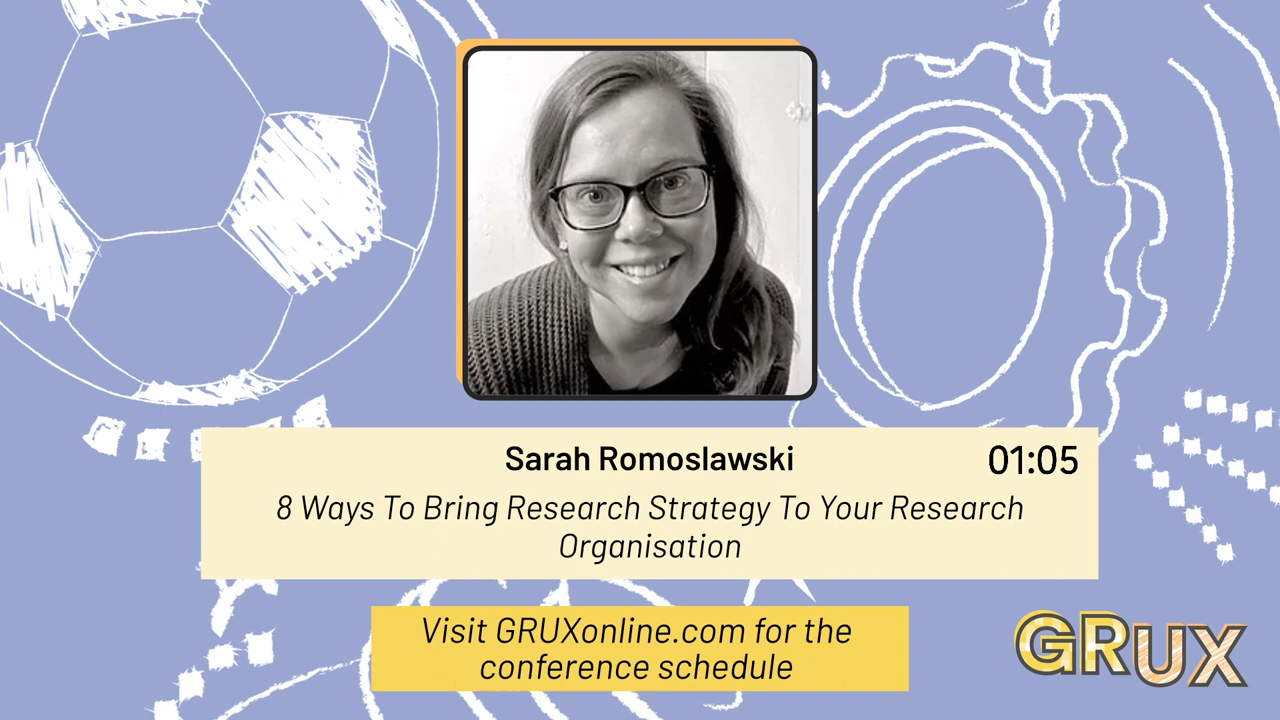 Sarah Romoslawski
01:05
8 Ways To Bring Research Strategy To Your Research
Organisation
Visit GRUXonline.com for the
conference schedule
GRUX